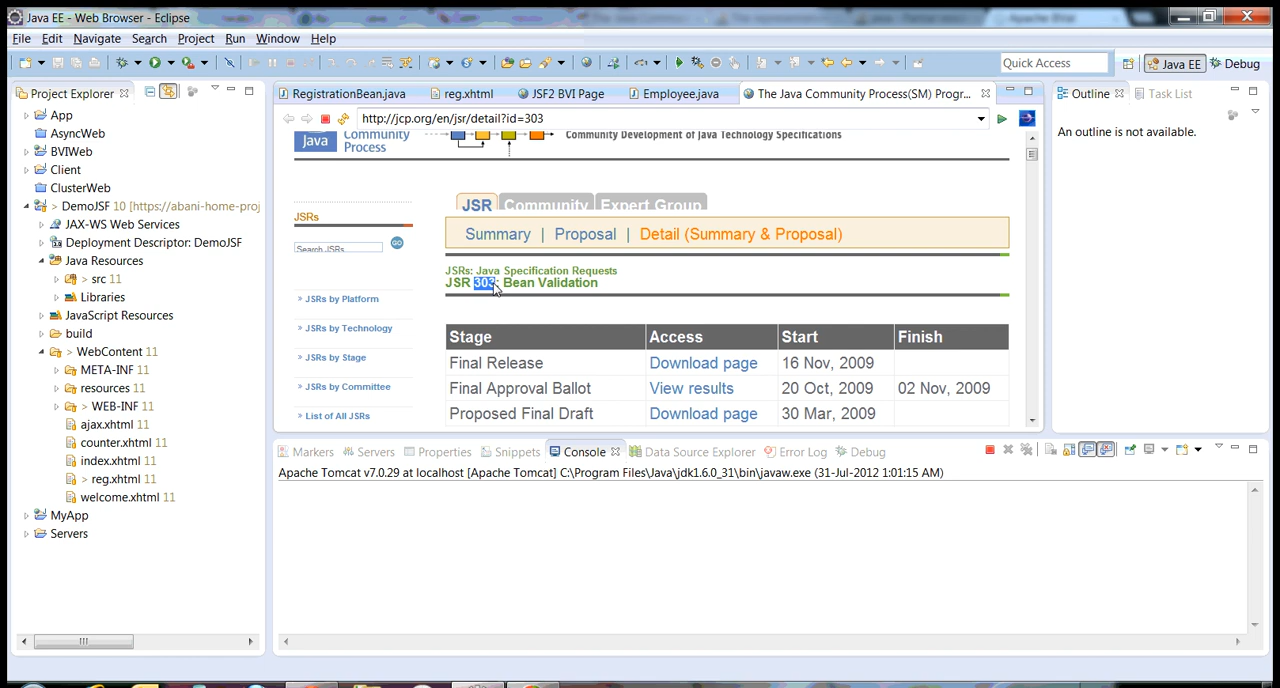 Java EE - Web Browser - Eclipse
File Edit Navigate Search Project Run Window Help
Quick Access Java EE Debug
Project Explorer
App
AsyncWeb
BVIWeb
Client
ClusterWeb
> DemoJSF 10 [https://abani-home-proj
JAX-WS Web Services
Deployment Descriptor: DemoJSF
Java Resources
> src 11
Libraries
JavaScript Resources
build
> WebContent 11
META-INF 11
resources 11
> WEB-INF 11
ajax.xhtml 11
counter.xhtml 11
index.xhtml 11
> reg.xhtml 11
welcome.xhtml 11
MyApp
Servers
RegistrationBean.java reg.xhtml JSF2 BVI Page Employee.java The Java Community Process(SM) Progr...
http://jcp.org/en/jsr/detail?id=303
Java Community Process
Community Development of Java Technology Specifications
JSRs
Search JSRs
GO
» JSRs by Platform
» JSRs by Technology
» JSRs by Stage
» JSRs by Committee
» List of All JSRs
JSR Community Expert Group
Summary | Proposal | Detail (Summary & Proposal)
JSRs: Java Specification Requests
JSR 303: Bean Validation
Stage Access Start Finish
Final Release Download page 16 Nov, 2009
Final Approval Ballot View results 20 Oct, 2009 02 Nov, 2009
Proposed Final Draft Download page 30 Mar, 2009
Outline Task List
An outline is not available.
Markers Servers Properties Snippets Console Data Source Explorer Error Log Debug
Apache Tomcat v7.0.29 at localhost [Apache Tomcat] C:\Program Files\Java\jdk1.6.0_31\bin\javaw.exe (31-Jul-2012 1:01:15 AM)